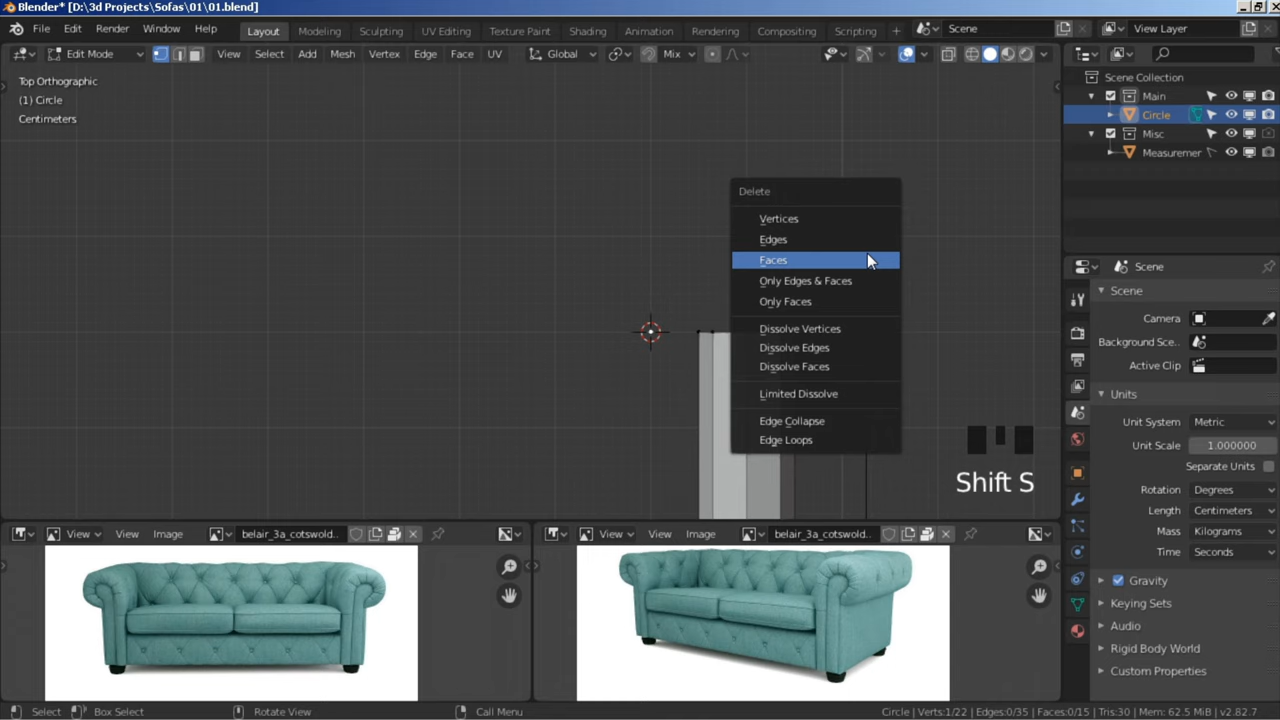 Blender* [D:\3d Projects\Sofas\01\01.blend]
File Edit Render Window Help Layout Modeling Sculpting UV Editing Texture Paint Shading Animation Rendering Compositing Scripting + Scene View Layer
Edit Mode View Select Add Mesh Vertex Edge Face UV Global Mix
Top Orthographic
(1) Circle
Centimeters
Delete
Vertices
Edges
Faces
Only Edges & Faces
Only Faces
Dissolve Vertices
Dissolve Edges
Dissolve Faces
Limited Dissolve
Edge Collapse
Edge Loops
Shift S
Scene Collection
Main
Circle
Misc
Measuremer
Scene
Scene
Camera
Background Sce..
Active Clip
Units
Unit System Metric
Unit Scale 1.000000
Separate Units
Rotation Degrees
Length Centimeters
Mass Kilograms
Time Seconds
Gravity
Keying Sets
Audio
Rigid Body World
Custom Properties
View View Image belair_3a_cotswold..
View View Image belair_3a_cotswold..
Select Box Select Rotate View Call Menu Circle | Verts:1/22 | Edges:0/35 | Faces:0/15 | Tris:30 | Mem: 62.5 MiB | v2.82.7